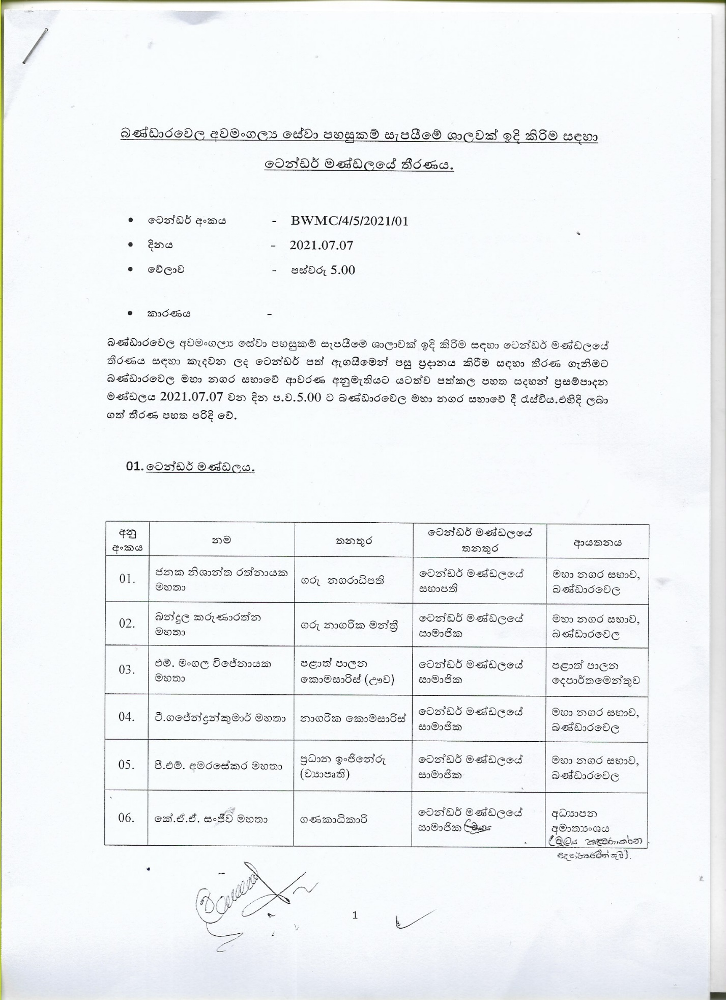 බණ්ඩාරවෙල අවමංගල්‍ය සේවා පහසුකම් සැපයීමේ ශාලවක් ඉදි කිරිම සඳහා
ටෙන්ඩර් මණ්ඩලයේ තීරණය.
• ටෙන්ඩර් අංකය - BWMC/4/5/2021/01
• දිනය - 2021.07.07
• වේලාව - පස්වරු 5.00
• කාරණය -
බණ්ඩාරවෙල අවමංගල්‍ය සේවා පහසුකම් සැපයීමේ ශාලාවක් ඉදි කිරිම සඳහා ටෙන්ඩර් මණ්ඩලයේ
තීරණය සඳහා කැදවන ලද ටෙන්ඩර් පත් ඇගයීමෙන් පසු ප්‍රදානය කිරීම සඳහා තීරණ ගැනිමට
බණ්ඩාරවෙල මහා නගර සභාවේ ආවරණ අනුමැතියට යටත්ව පත්කල පහත සදහන් ප්‍රසම්පාදන
මණ්ඩලය 2021.07.07 වන දින ප.ව.5.00 ට බණ්ඩාරවෙල මහා නගර සභාවේ දී රැස්විය.එහිදි ලබා
ගත් තීරණ පහත පරිදි වේ.
01. ටෙන්ඩර් මණ්ඩලය.
අනු අංකය නම තනතුර ටෙන්ඩර් මණ්ඩලයේ තනතුර ආයතනය
01. ජනක නිශාන්ත රත්නායක මහතා ගරු නගරාධිපති ටෙන්ඩර් මණ්ඩලයේ සභාපති මහා නගර සභාව, බණ්ඩාරවෙල
02. බන්දුල කරුණාරත්න මහතා ගරු නාගරික මන්ත්‍රී ටෙන්ඩර් මණ්ඩලයේ සාමාජික මහා නගර සභාව, බණ්ඩාරවෙල
03. එම්. මංගල විජේනායක මහතා පළාත් පාලන කොමසාරිස් (ඌව) ටෙන්ඩර් මණ්ඩලයේ සාමාජික පළාත් පාලන දෙපාර්තමෙන්තුව
04. ටී.ගජේන්ද්‍රන්කුමාර් මහතා නාගරික කොමසාරිස් ටෙන්ඩර් මණ්ඩලයේ සාමාජික මහා නගර සභාව, බණ්ඩාරවෙල
05. පී.එම්. අමරසේකර මහතා ප්‍රධාන ඉංජිනේරු (ව්‍යාපෘති) ටෙන්ඩර් මණ්ඩලයේ සාමාජික මහා නගර සභාව, බණ්ඩාරවෙල
06. කේ.ඒ.ඒ. සංජීව මහතා ගණකාධිකාරි ටෙන්ඩර් මණ්ඩලයේ සාමාජික අධ්‍යාපන අමාත්‍යංශය
(මූල්‍ය කළමණාකරන
දෙපාර්තමේන්තුව).
1